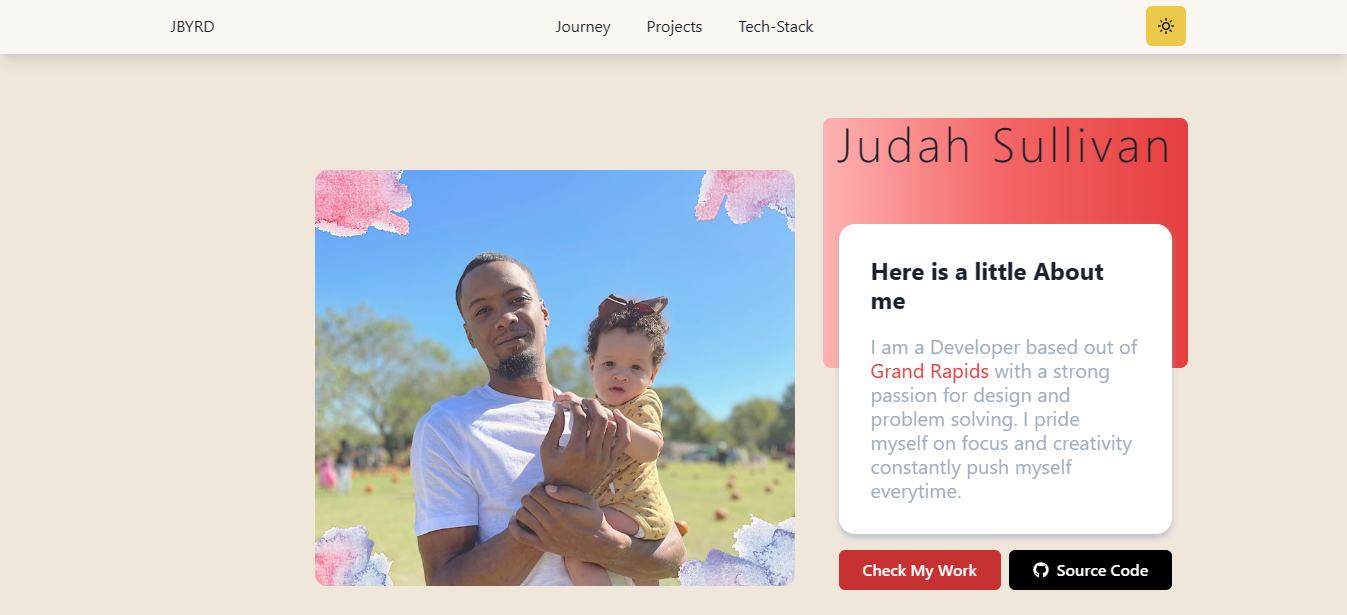 JBYRD
Journey
Projects
Tech-Stack
Judah Sullivan
Here is a little About
me
I am a Developer based out of
Grand Rapids with a strong
passion for design and
problem solving. I pride
myself on focus and creativity
constantly push myself
everytime.
Check My Work
Source Code